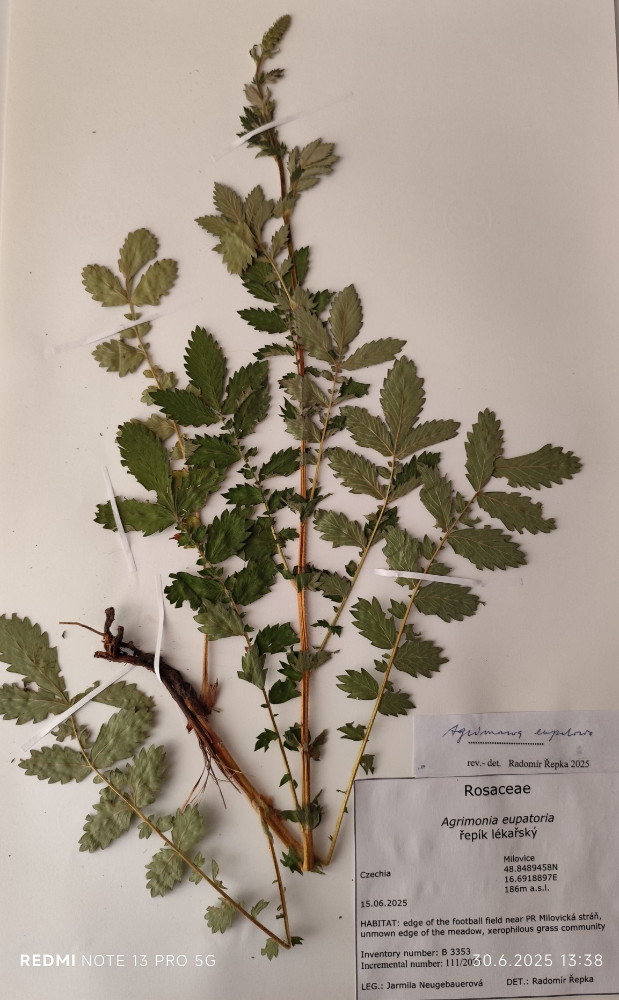 Agrimonia eupatoria
rev.- det. Radomír Řepka 2025
Rosaceae
Agrimonia eupatoria
řepík lékařský
Milovice
48.8489458N
Czechia
16.6918897E
186m a.s.l.
15.06.2025
HABITAT: edge of the football field near PR Milovická stráň,
unmown edge of the meadow, xerophilous grass community
Inventory number: B 3353
Incremental number: 111/2025
LEG.: Jarmila Neugebauerová DET.: Radomír Řepka
REDMI NOTE 13 PRO 5G
30.6.2025 13:38